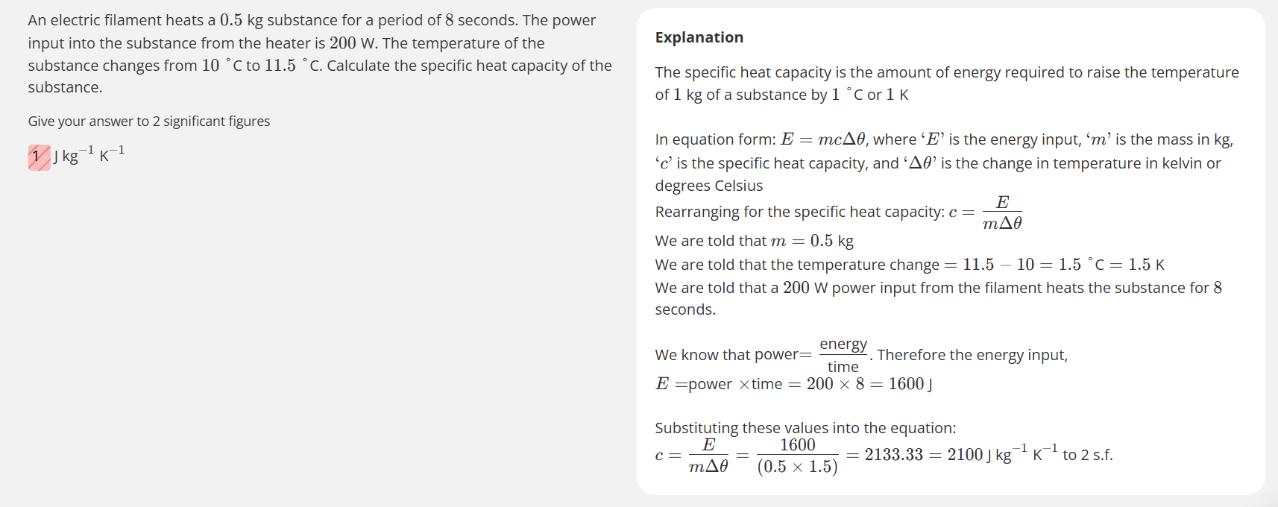 An electric filament heats a 0.5 kg substance for a period of 8 seconds. The power
input into the substance from the heater is 200 W. The temperature of the
substance changes from 10 °C to 11.5 °C. Calculate the specific heat capacity of the
substance.
Give your answer to 2 significant figures
1 J kg⁻¹ K⁻¹
Explanation
The specific heat capacity is the amount of energy required to raise the temperature
of 1 kg of a substance by 1 °C or 1 K
In equation form: E = mcΔθ, where ‘E’ is the energy input, ‘m’ is the mass in kg,
‘c’ is the specific heat capacity, and ‘Δθ’ is the change in temperature in kelvin or
degrees Celsius
Rearranging for the specific heat capacity: c = E / mΔθ
We are told that m = 0.5 kg
We are told that the temperature change = 11.5 − 10 = 1.5 °C = 1.5 K
We are told that a 200 W power input from the filament heats the substance for 8
seconds.
We know that power= energy / time. Therefore the energy input,
E =power ×time = 200 × 8 = 1600 J
Substituting these values into the equation:
c = E / mΔθ = 1600 / (0.5 × 1.5) = 2133.33 = 2100 J kg⁻¹ K⁻¹ to 2 s.f.